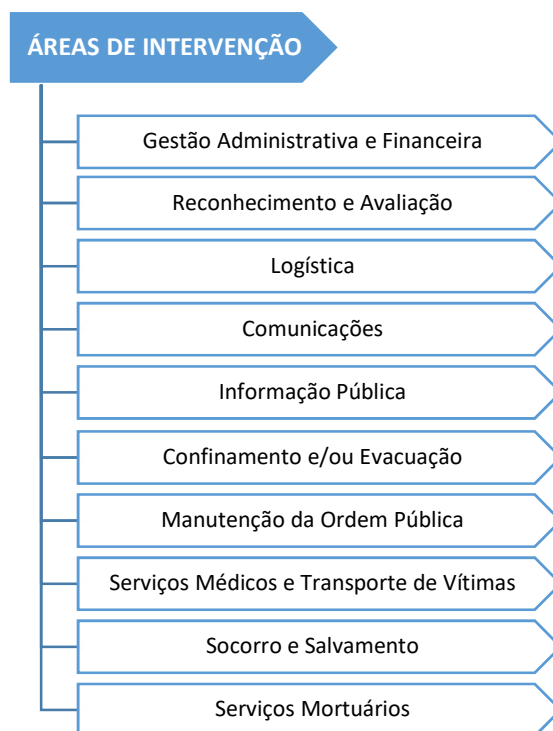 ÁREAS DE INTERVENÇÃO
Gestão Administrativa e Financeira
Reconhecimento e Avaliação
Logística
Comunicações
Informação Pública
Confinamento e/ou Evacuação
Manutenção da Ordem Pública
Serviços Médicos e Transporte de Vítimas
Socorro e Salvamento
Serviços Mortuários